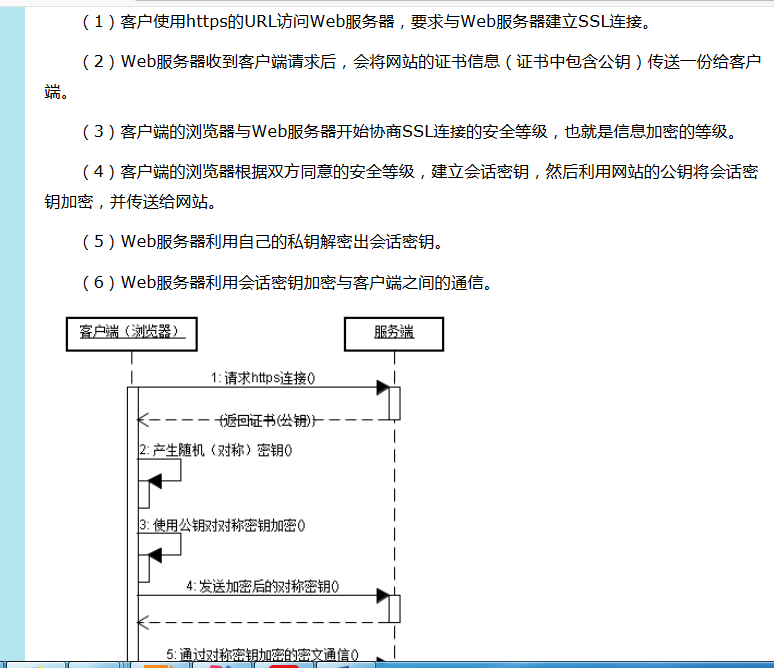 （1）客户使用https的URL访问Web服务器，要求与Web服务器建立SSL连接。
（2）Web服务器收到客户端请求后，会将网站的证书信息（证书中包含公钥）传送一份给客户
端。
（3）客户端的浏览器与Web服务器开始协商SSL连接的安全等级，也就是信息加密的等级。
（4）客户端的浏览器根据双方同意的安全等级，建立会话密钥，然后利用网站的公钥将会话密
钥加密，并传送给网站。
（5）Web服务器利用自己的私钥解密出会话密钥。
（6）Web服务器利用会话密钥加密与客户端之间的通信。
客户端（浏览器）
服务端
1: 请求https连接()
(返回证书(公钥))
2: 产生随机（对称）密钥()
3: 使用公钥对对称密钥加密()
4: 发送加密后的对称密钥()
5: 通过对称密钥加密的密文通信()